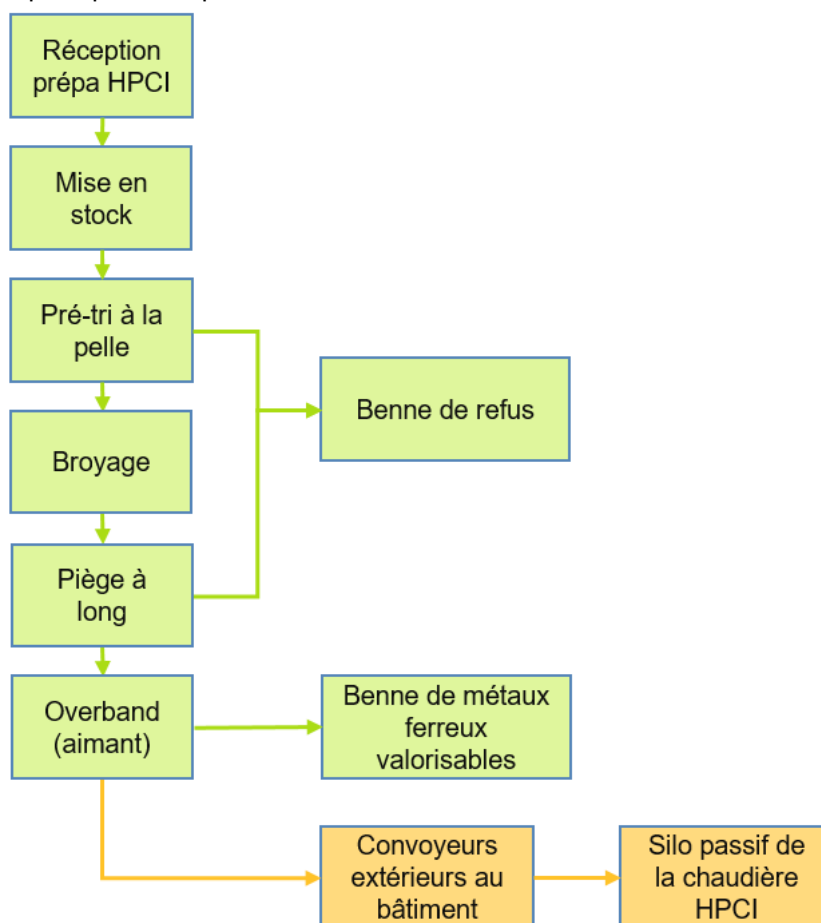 Réception
prépa HPCI
Mise en
stock
Pré-tri à la
pelle
Benne de refus
Broyage
Piège à
long
Overband
(aimant)
Benne de métaux
ferreux
valorisables
Convoyeurs
extérieurs au
bâtiment
Silo passif de
la chaudière
HPCI